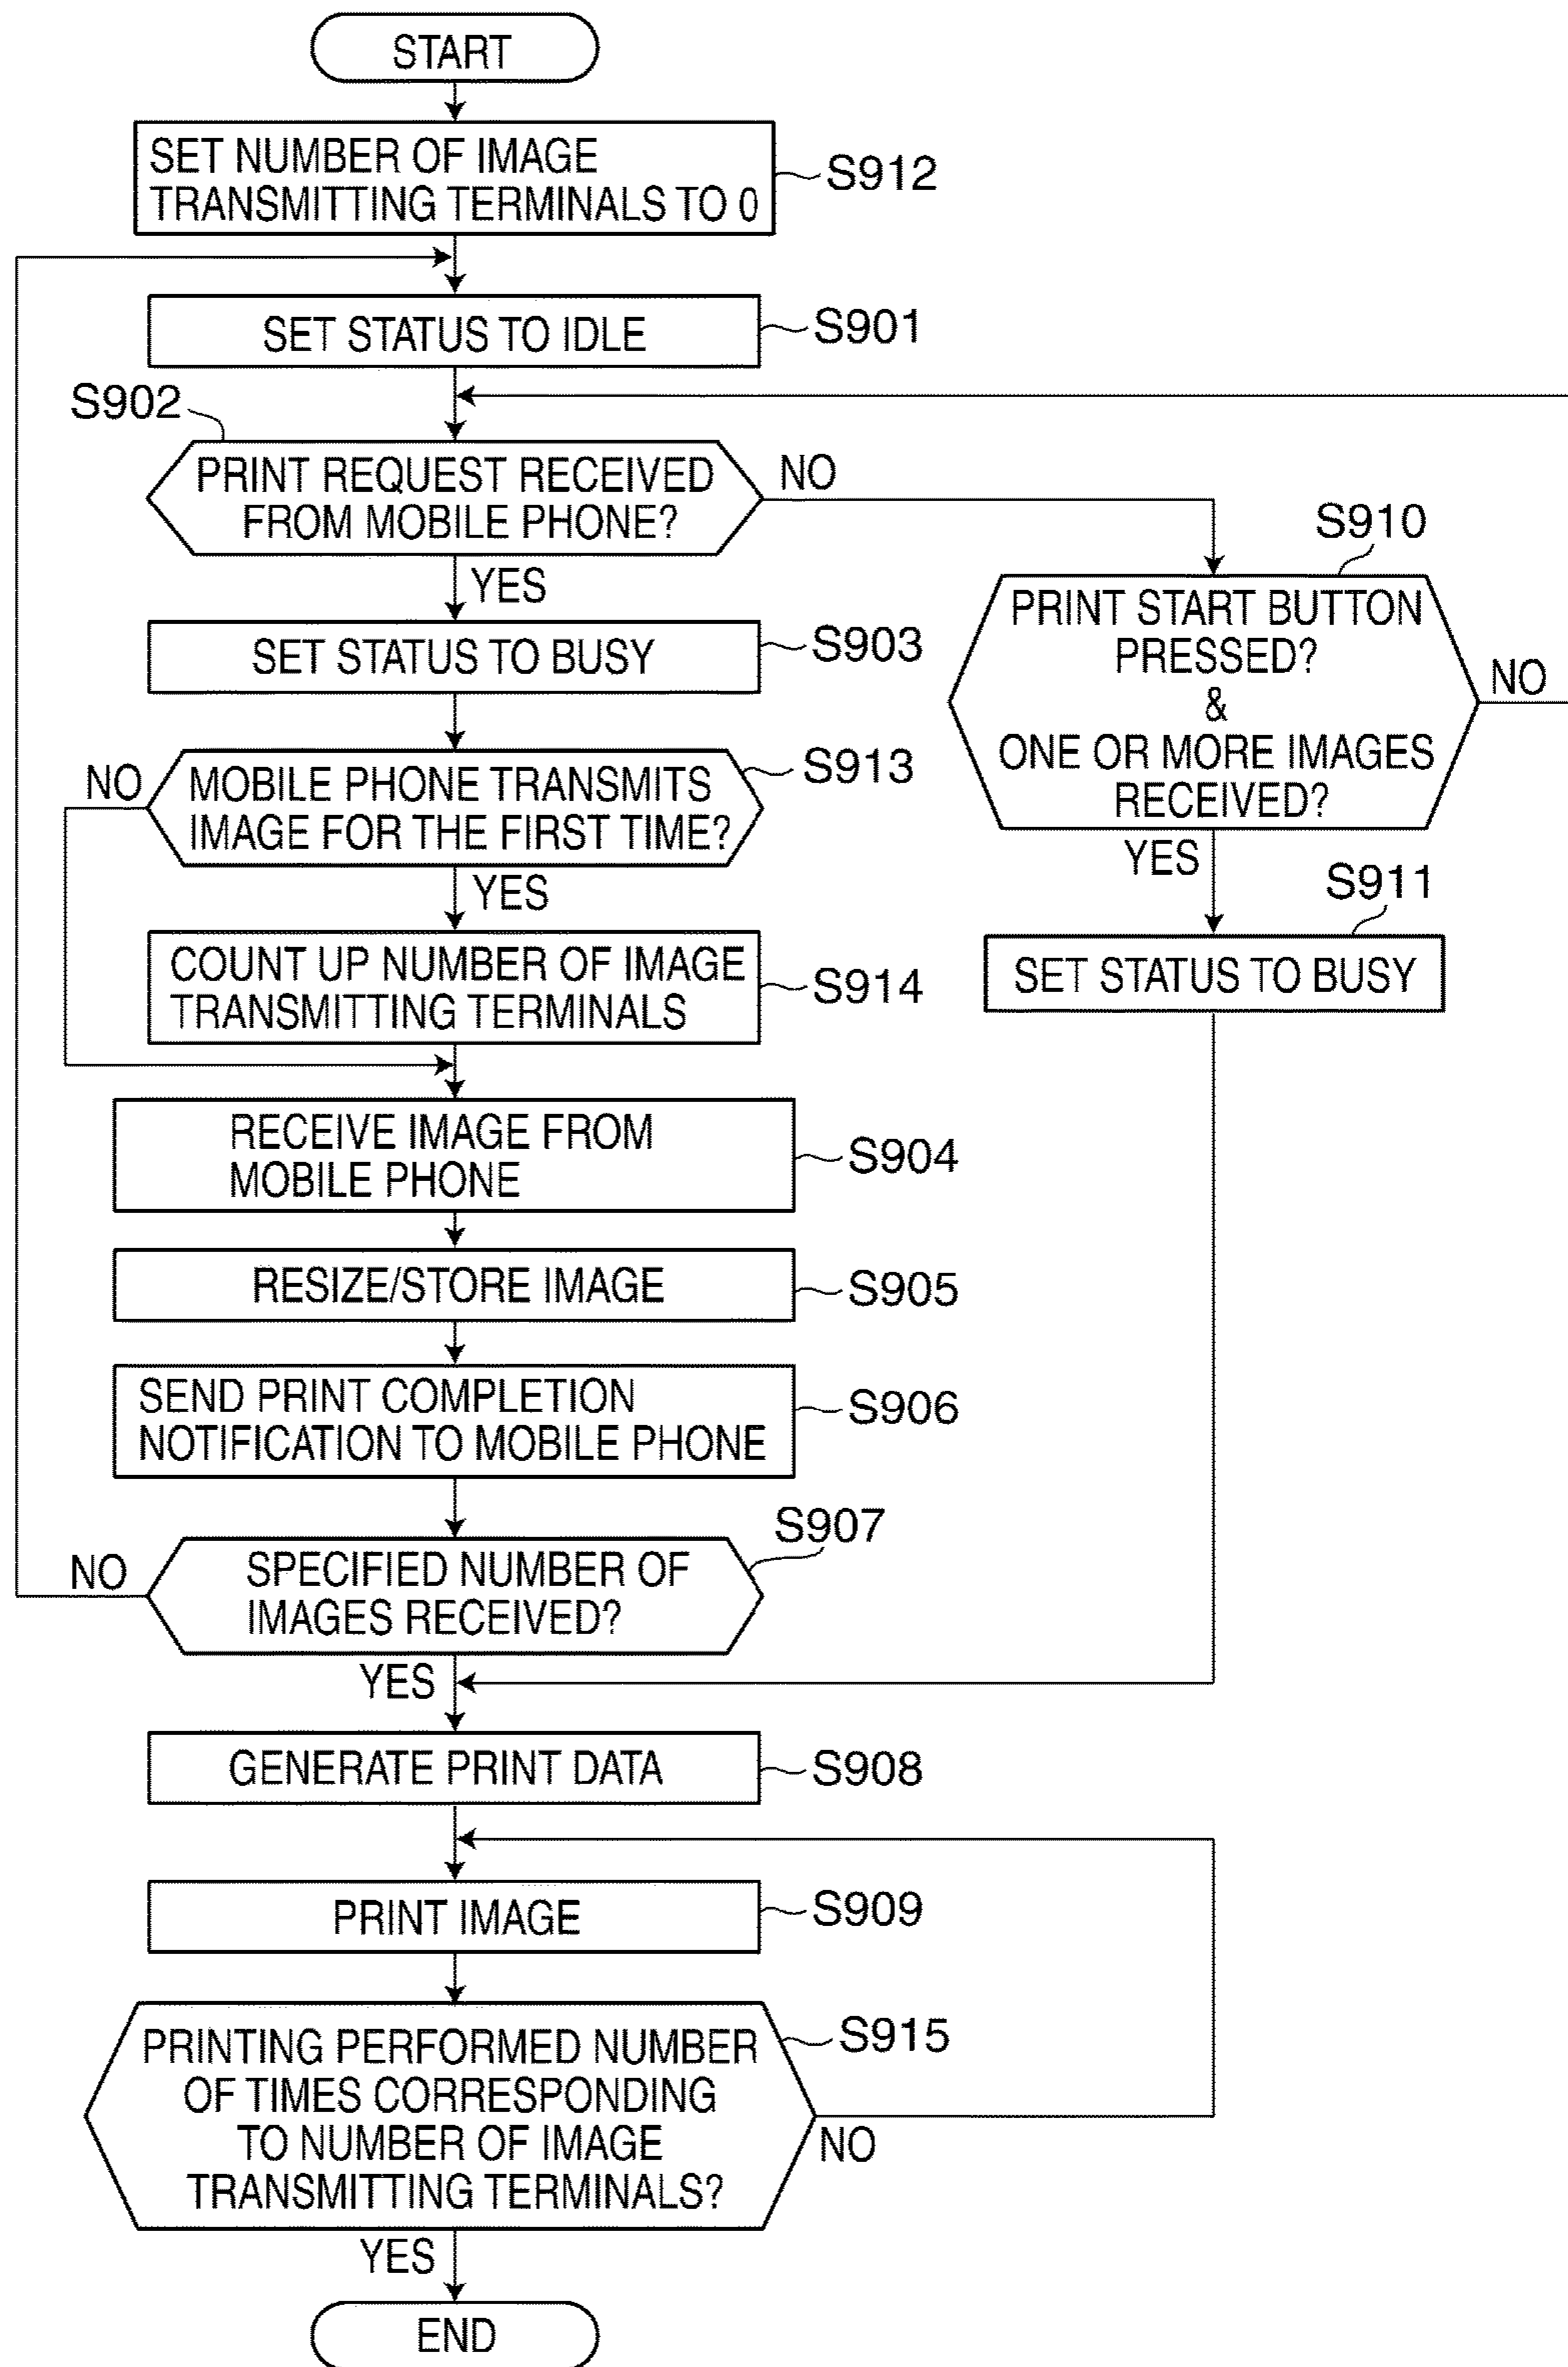 START
SET NUMBER OF IMAGE
TRANSMITTING TERMINALS TO 0
S912
SET STATUS TO IDLE
S901
S902
PRINT REQUEST RECEIVED
FROM MOBILE PHONE?
NO
YES
S910
PRINT START BUTTON
PRESSED?
&
ONE OR MORE IMAGES
RECEIVED?
NO
YES
S911
SET STATUS TO BUSY
SET STATUS TO BUSY
S903
NO
MOBILE PHONE TRANSMITS
IMAGE FOR THE FIRST TIME?
S913
YES
COUNT UP NUMBER OF IMAGE
TRANSMITTING TERMINALS
S914
RECEIVE IMAGE FROM
MOBILE PHONE
S904
RESIZE/STORE IMAGE
S905
SEND PRINT COMPLETION
NOTIFICATION TO MOBILE PHONE
S906
S907
NO
SPECIFIED NUMBER OF
IMAGES RECEIVED?
YES
GENERATE PRINT DATA
S908
PRINT IMAGE
S909
PRINTING PERFORMED NUMBER
OF TIMES CORRESPONDING
TO NUMBER OF IMAGE
TRANSMITTING TERMINALS?
S915
NO
YES
END